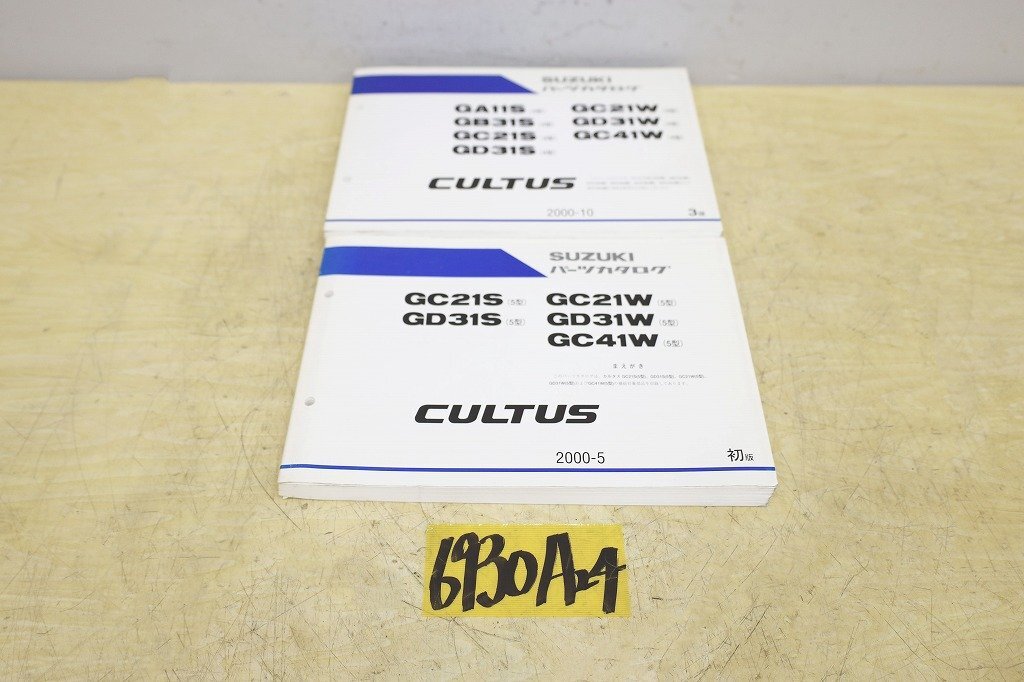 SUZUKI
パーツカタログ
GA11S GC21W
GB31S GD31W
GC21S GC41W
GD31S
CULTUS
2000-10 3版
SUZUKI
パーツカタログ
GC21S (5型) GC21W (5型)
GD31S (5型) GD31W (5型)
GC41W (5型)
まえがき
CULTUS
2000-5 初版
6930A24